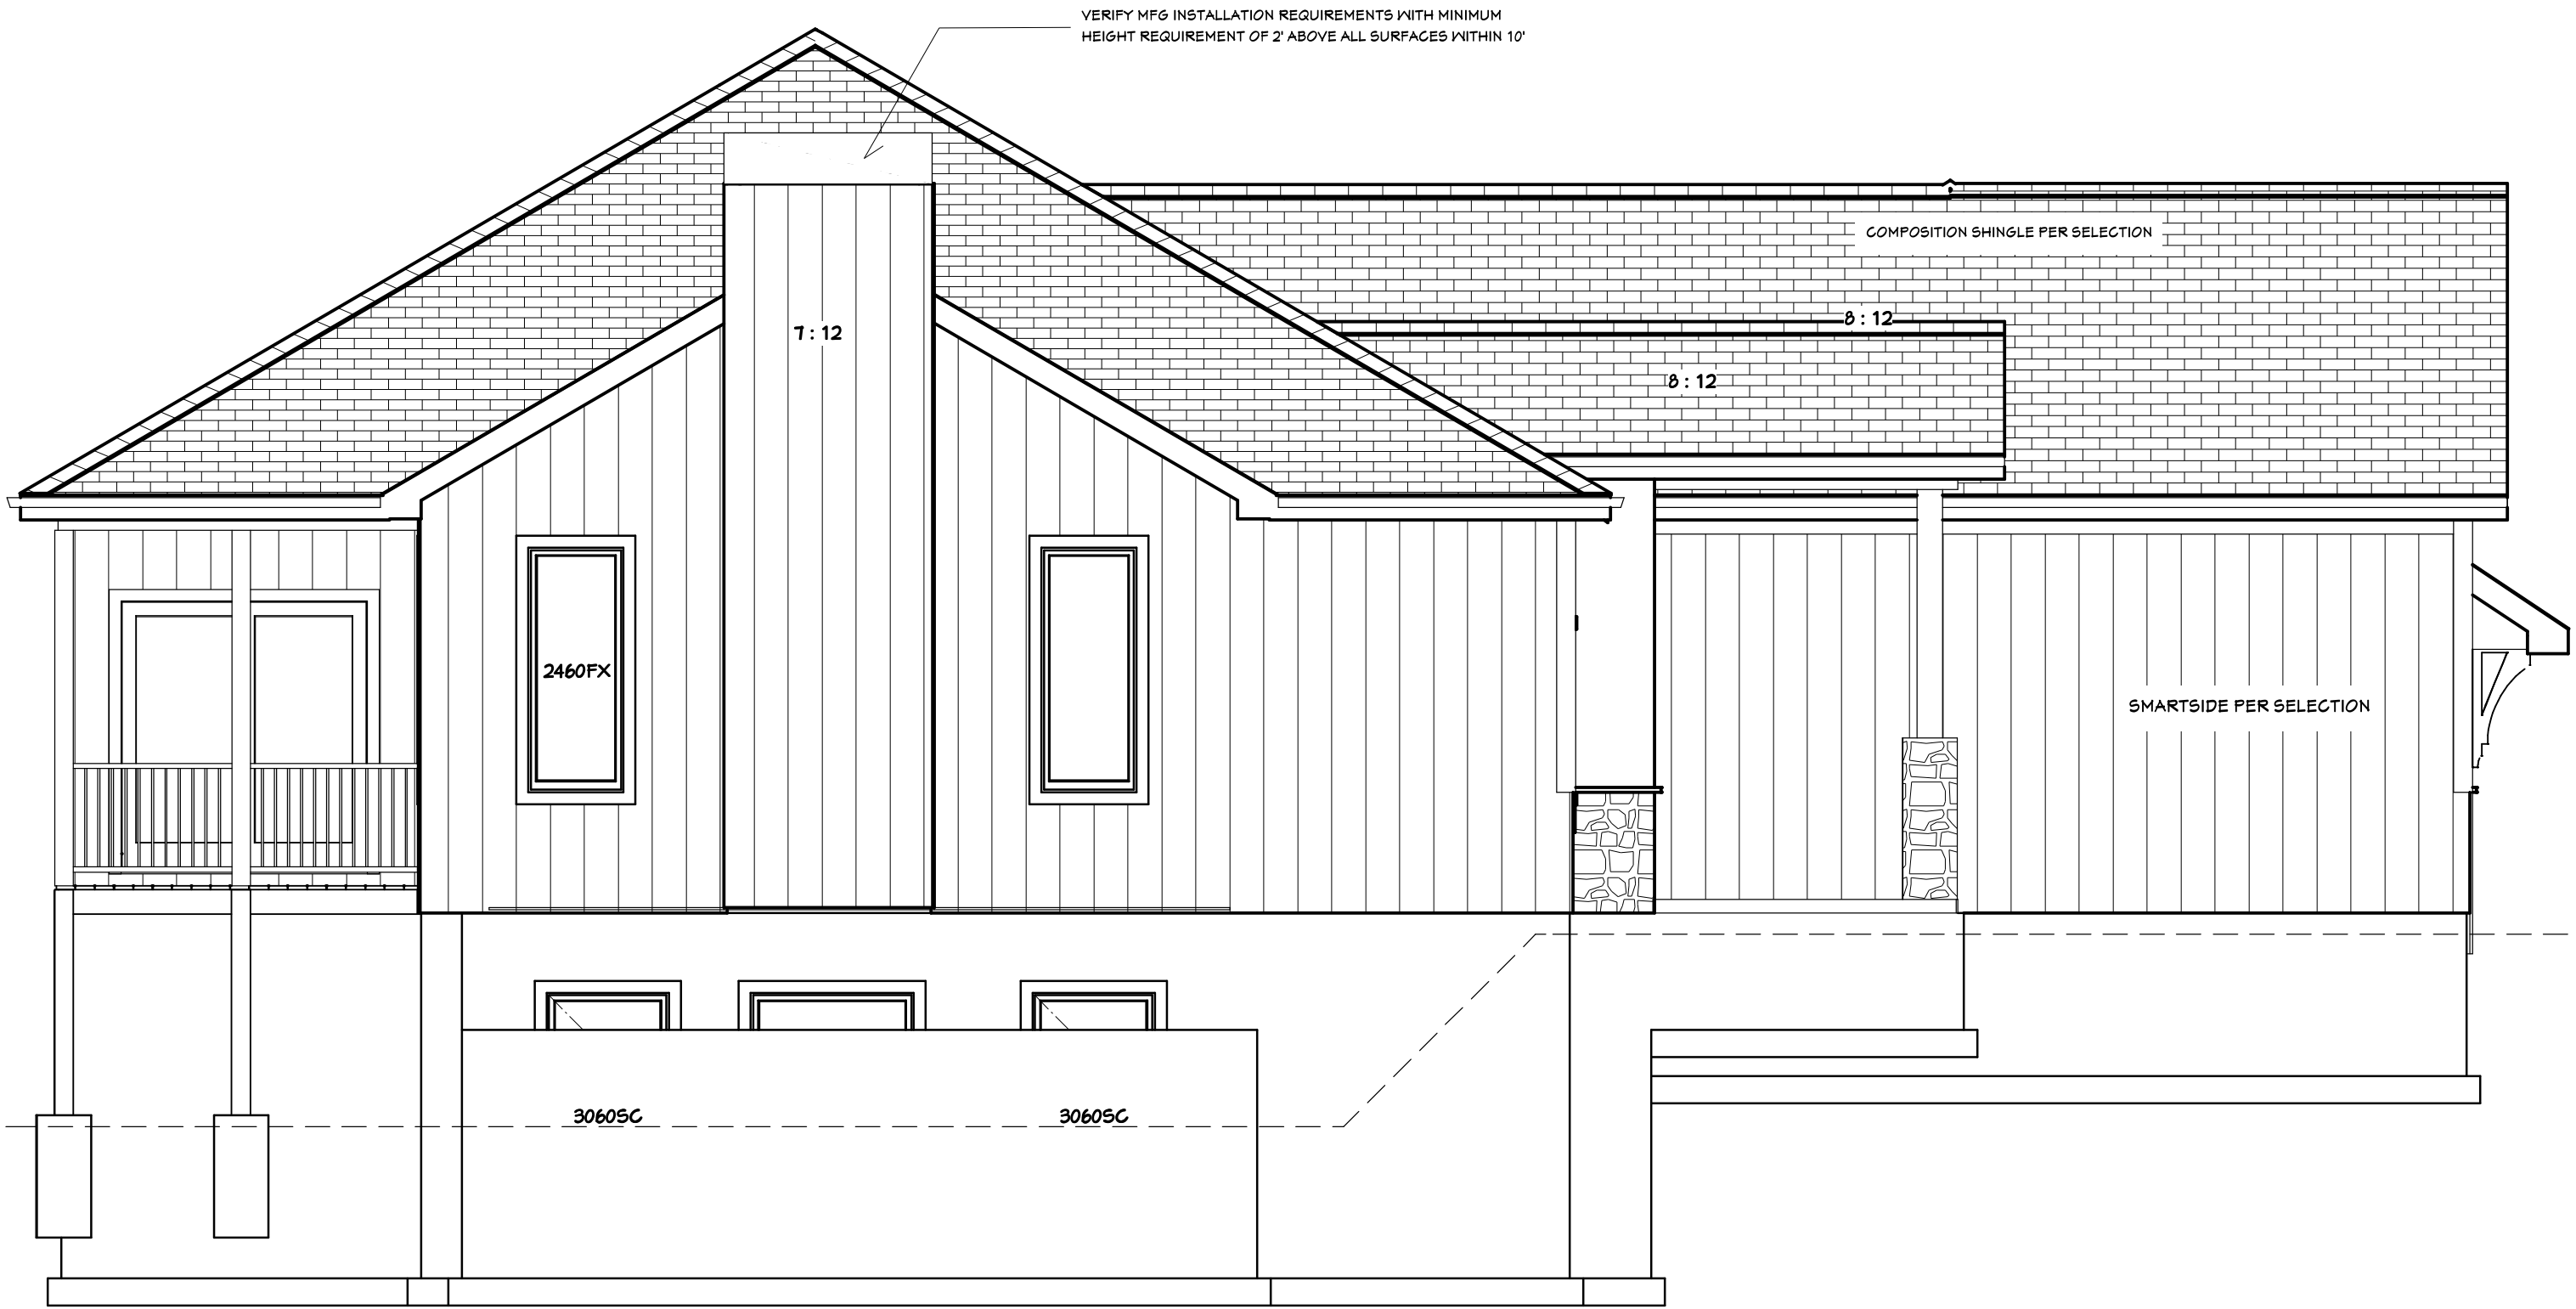 VERIFY MFG INSTALLATION REQUIREMENTS WITH MINIMUM
HEIGHT REQUIREMENT OF 2' ABOVE ALL SURFACES WITHIN 10'
COMPOSITION SHINGLE PER SELECTION
8 : 12
7 : 12
8 : 12
2460FX
SMARTSIDE PER SELECTION
3060SC
3060SC